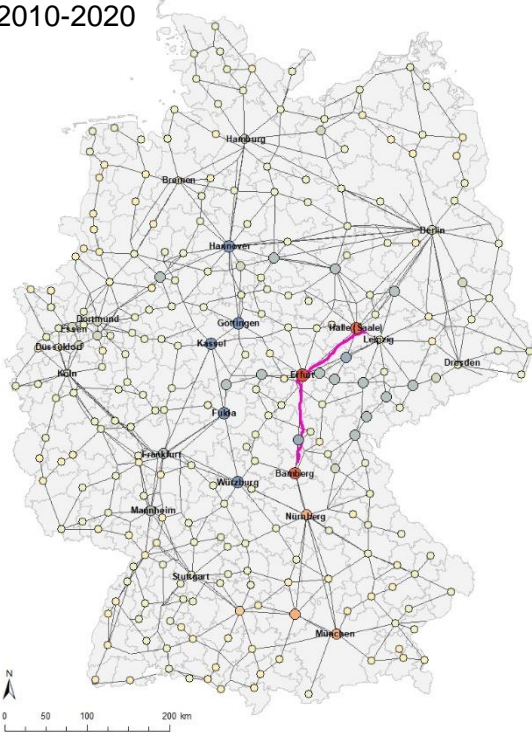 2010-2020
Hamburg
Bremen
Berlin
Hannover
Dortmund
Essen
Düsseldorf
Göttingen
Kassel
Halle (Saale)
Leipzig
Dresden
Köln
Erfurt
Fulda
Frankfurt
Bamberg
Würzburg
Mannheim
Nürnberg
Stuttgart
München
N
0 50 100 200 km